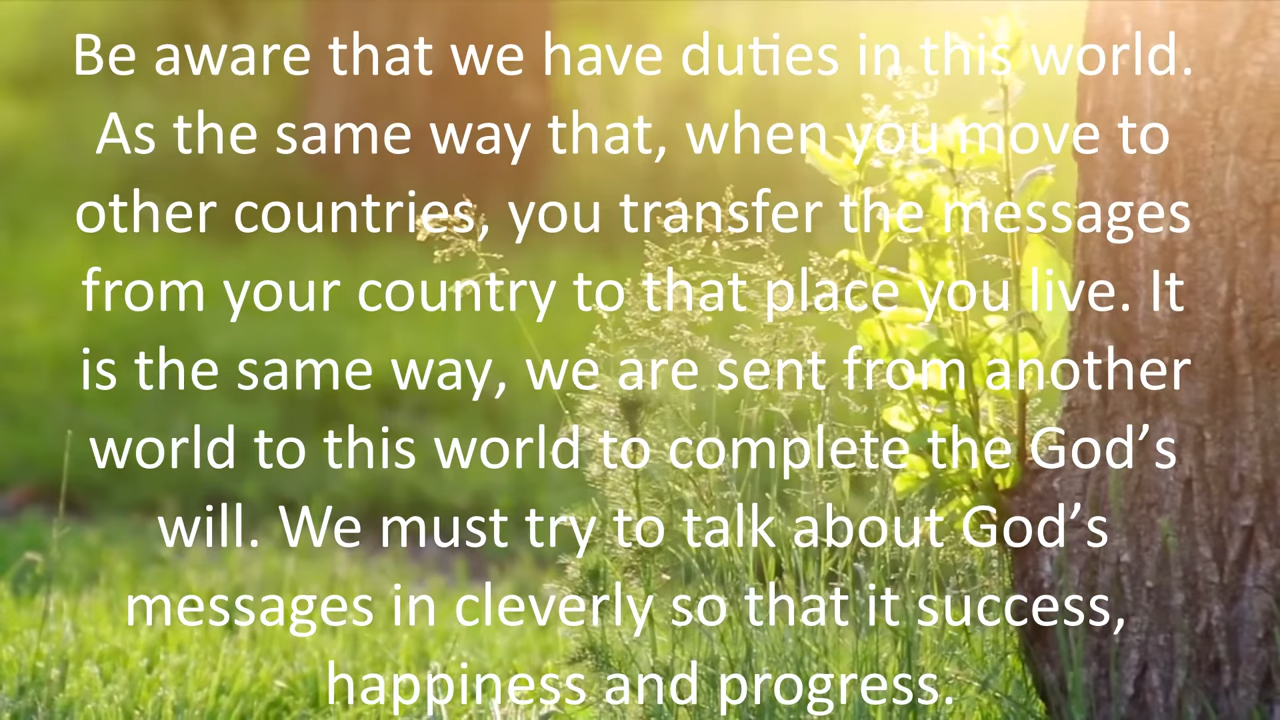 Be aware that we have duties in this world.
As the same way that, when you move to
other countries, you transfer the messages
from your country to that place you live. It
is the same way, we are sent from another
world to this world to complete the God’s
will. We must try to talk about God’s
messages in cleverly so that it success,
happiness and progress.